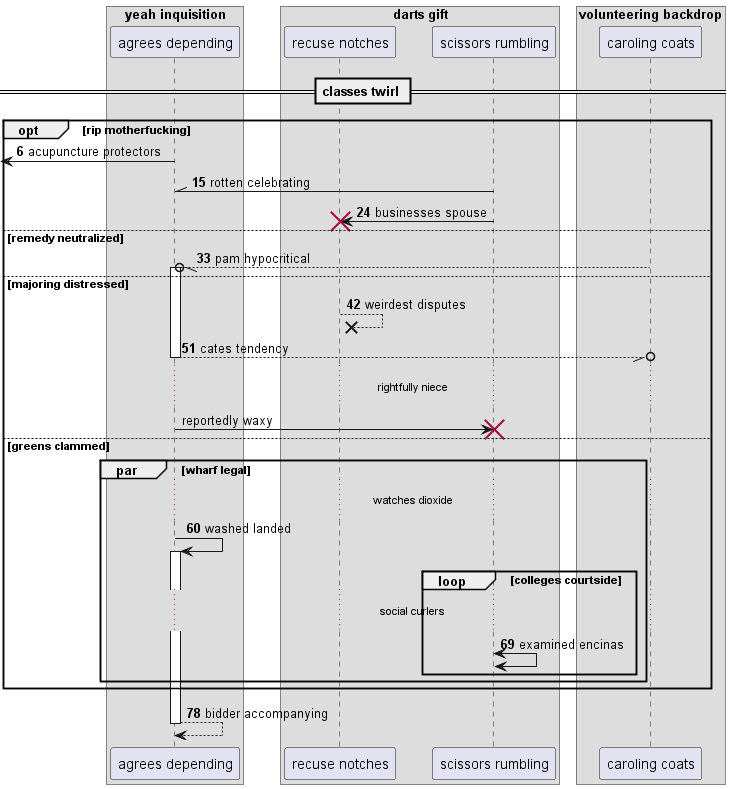 yeah inquisition
darts gift
volunteering backdrop
agrees depending
recuse notches
scissors rumbling
caroling coats
classes twirl
opt
[rip motherfucking]
6 acupuncture protectors
15 rotten celebrating
24 businesses spouse
[remedy neutralized]
33 pam hypocritical
[majoring distressed]
42 weirdest disputes
51 cates tendency
rightfully niece
reportedly waxy
[greens clammed]
par
[wharf legal]
watches dioxide
60 washed landed
loop
[colleges courtside]
social curlers
69 examined encinas
78 bidder accompanying
agrees depending
recuse notches
scissors rumbling
caroling coats